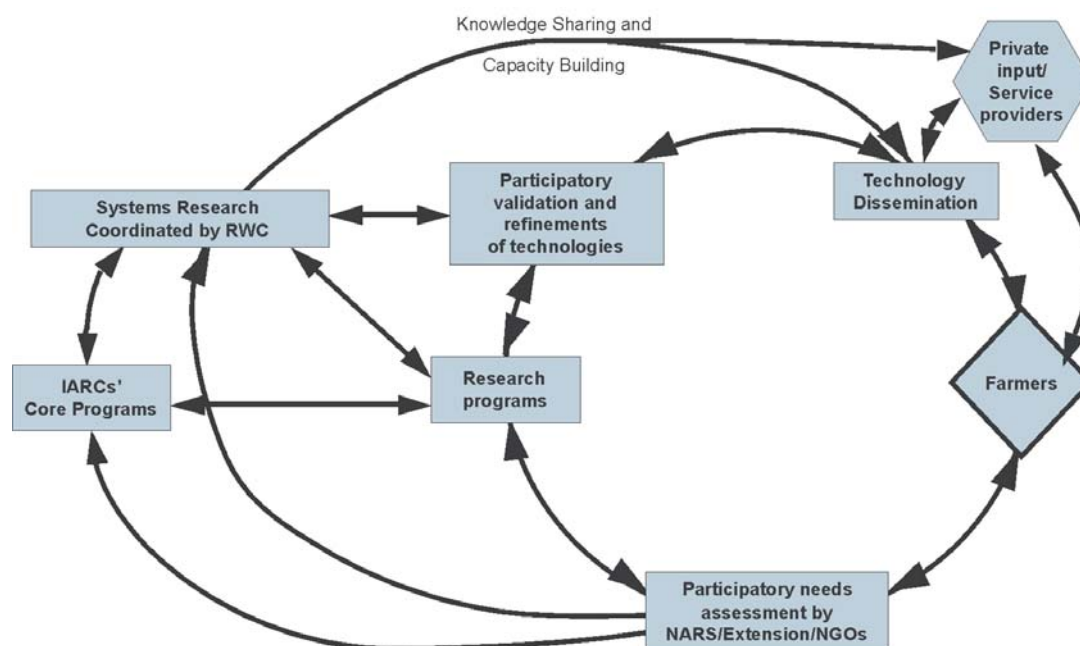 Knowledge Sharing and
Capacity Building
Private
input/
Service
providers
Participatory
validation and
refinements
of technologies
Technology
Dissemination
Systems Research
Coordinated by RWC
IARCs'
Core Programs
Research
programs
Farmers
Participatory needs
assessment by
NARS/Extension/NGOs